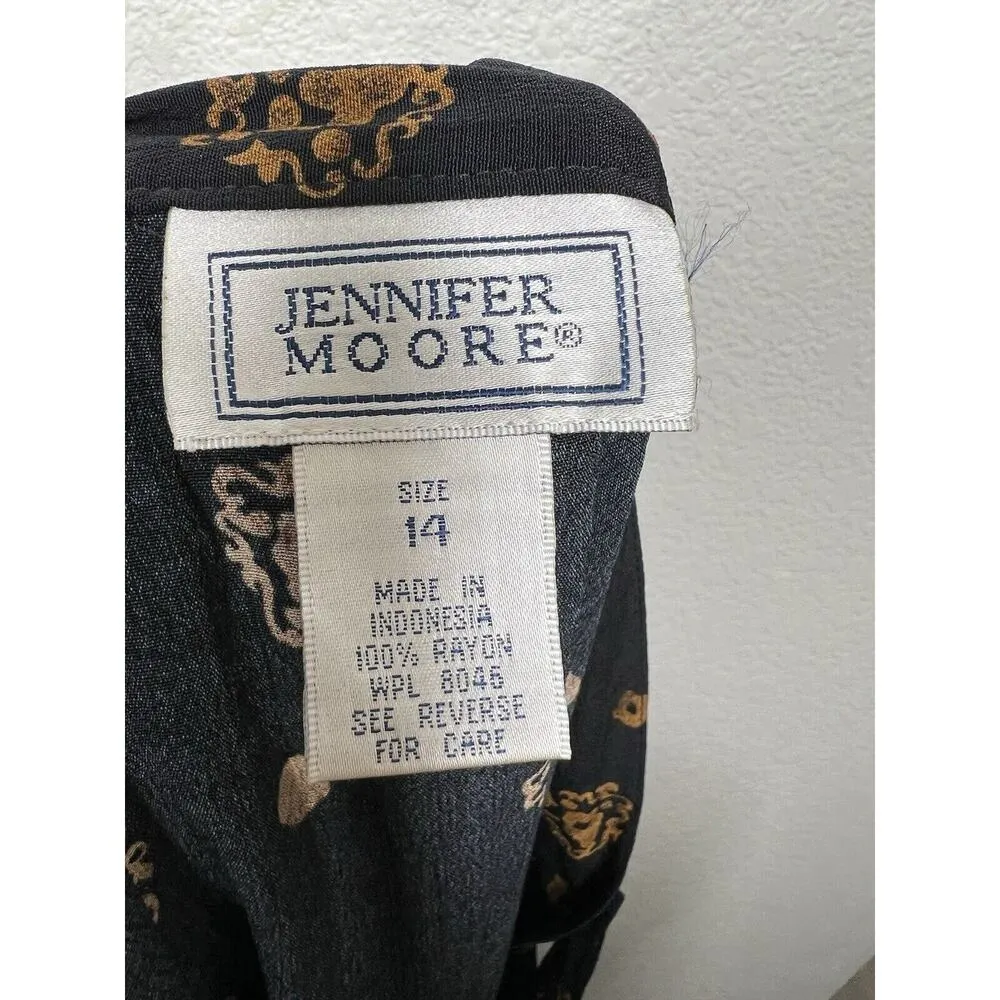 JENNIFER
MOORE®
SIZE
14
MADE IN
INDONESIA
100% RAYON
WPL 8046
SEE REVERSE
FOR CARE